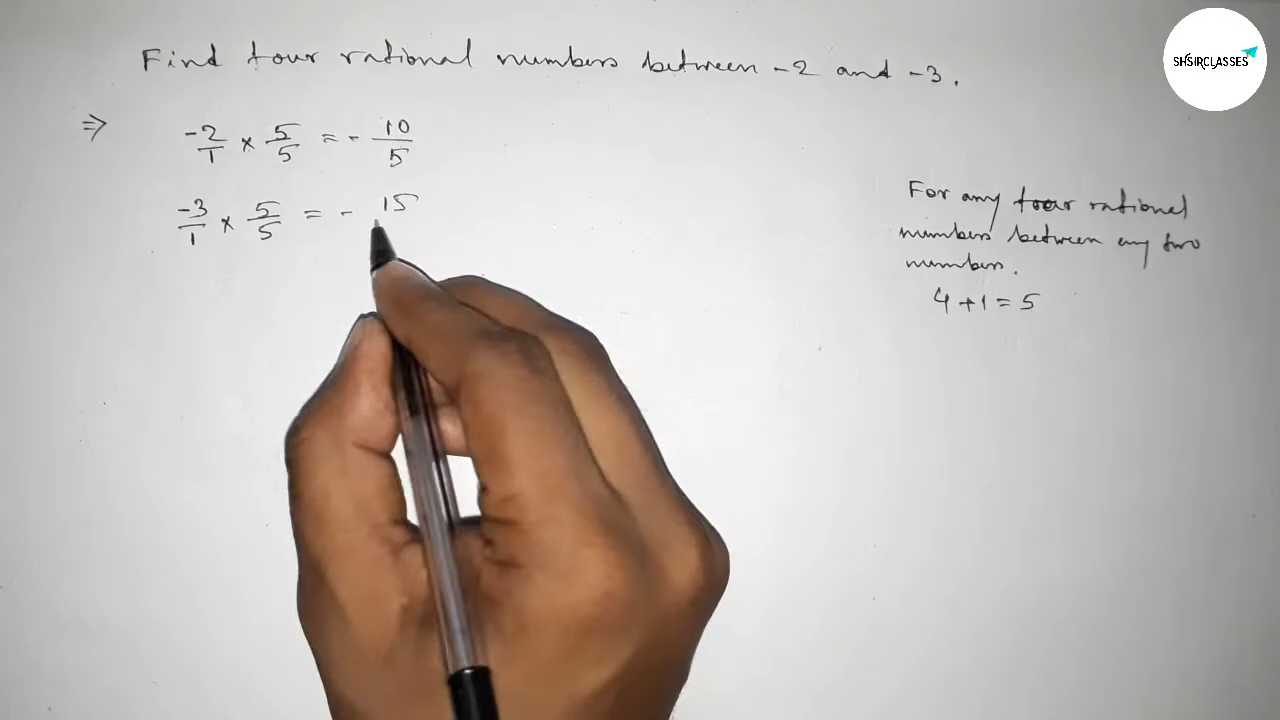 Find four rational numbers between -2 and -3.
SHSIRCLASSES
⇒ -2/1 × 5/5 = - 10/5
-3/1 × 5/5 = - 15
For any four rational
numbers between any two
numbers.
4+1=5